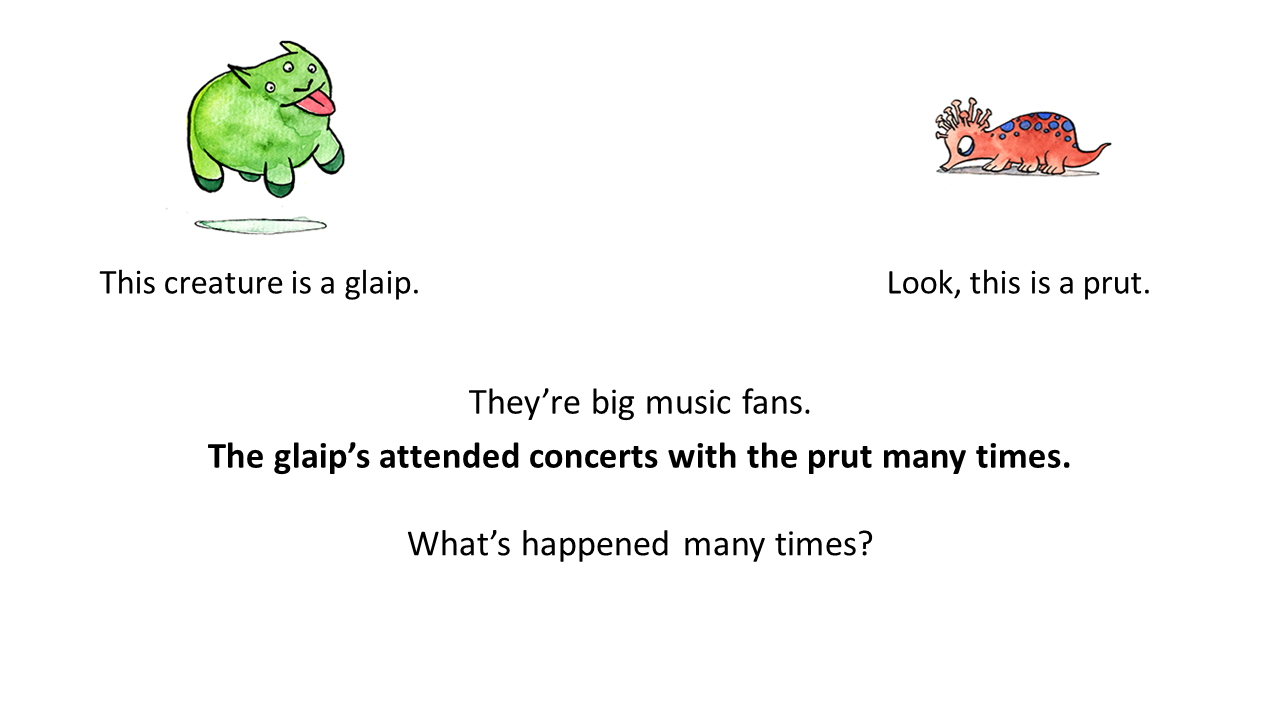 This creature is a glaip.
Look, this is a prut.
They’re big music fans.
The glaip’s attended concerts with the prut many times.
What’s happened many times?